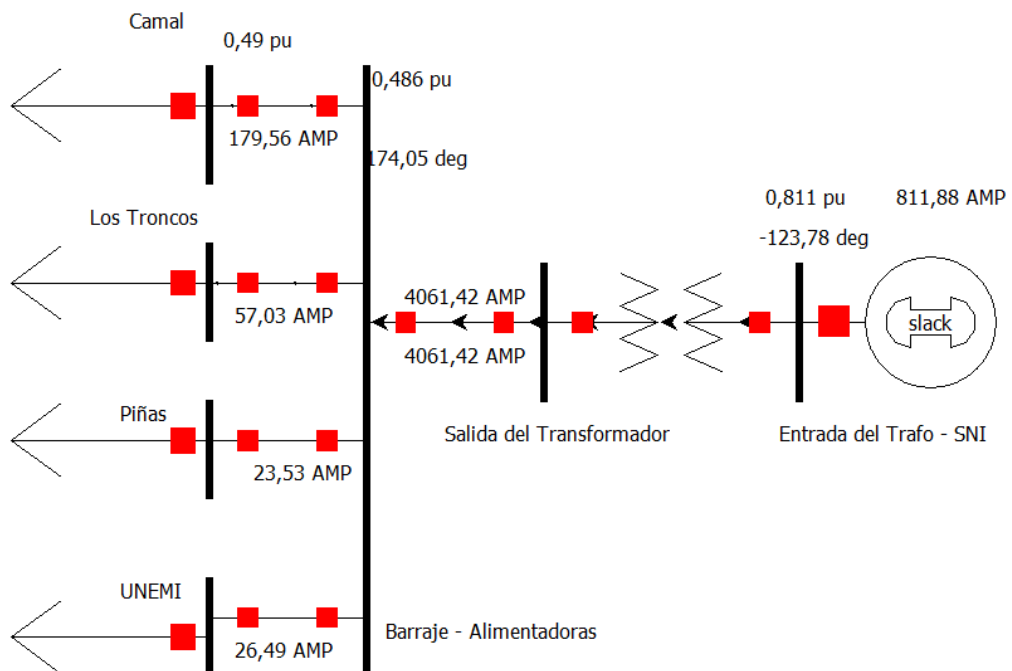 Camal
0,49 pu
0,486 pu
179,56 AMP
174,05 deg
Los Troncos
0,811 pu
811,88 AMP
-123,78 deg
57,03 AMP
4061,42 AMP
4061,42 AMP
slack
Piñas
Salida del Transformador
Entrada del Trafo - SNI
23,53 AMP
UNEMI
Barraje - Alimentadoras
26,49 AMP